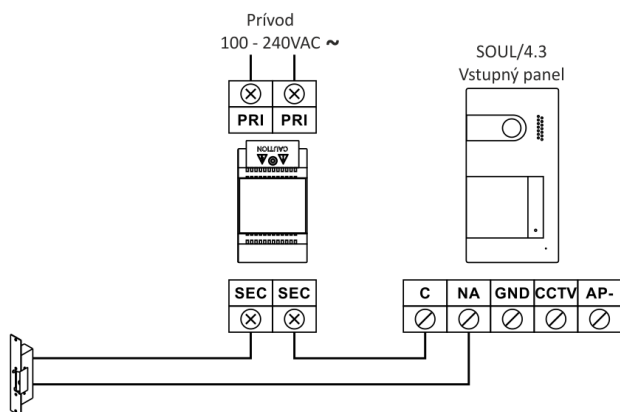 Prívod
100 - 240VAC ~
SOUL/4.3
Vstupný panel
PRI PRI
CAUTION
SEC SEC
C NA GND CCTV AP-